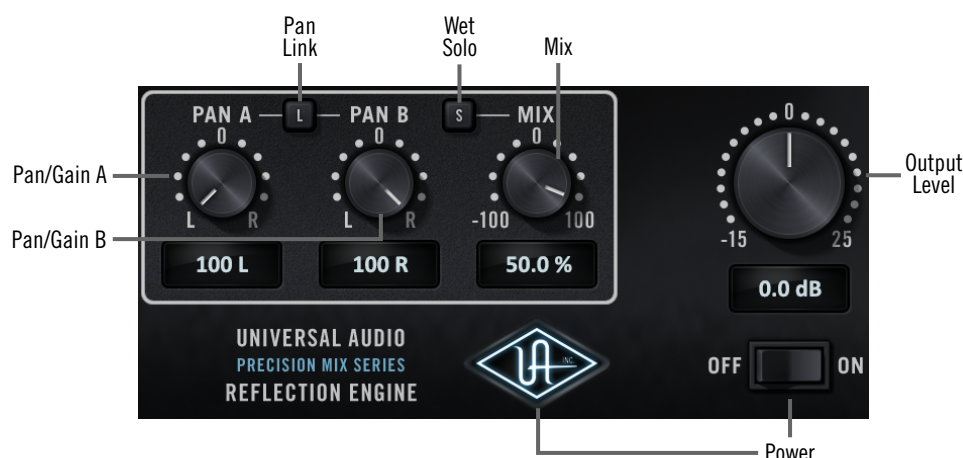 Pan
Link
Wet
Solo
Mix
PAN A
L
PAN B
S
MIX
0
0
0
0
Pan/Gain A
Output
Level
L
R
L
R
-100
100
-15
25
Pan/Gain B
100 L
100 R
50.0 %
0.0 dB
UNIVERSAL AUDIO
PRECISION MIX SERIES
REFLECTION ENGINE
UA
INC.
OFF
ON
Power